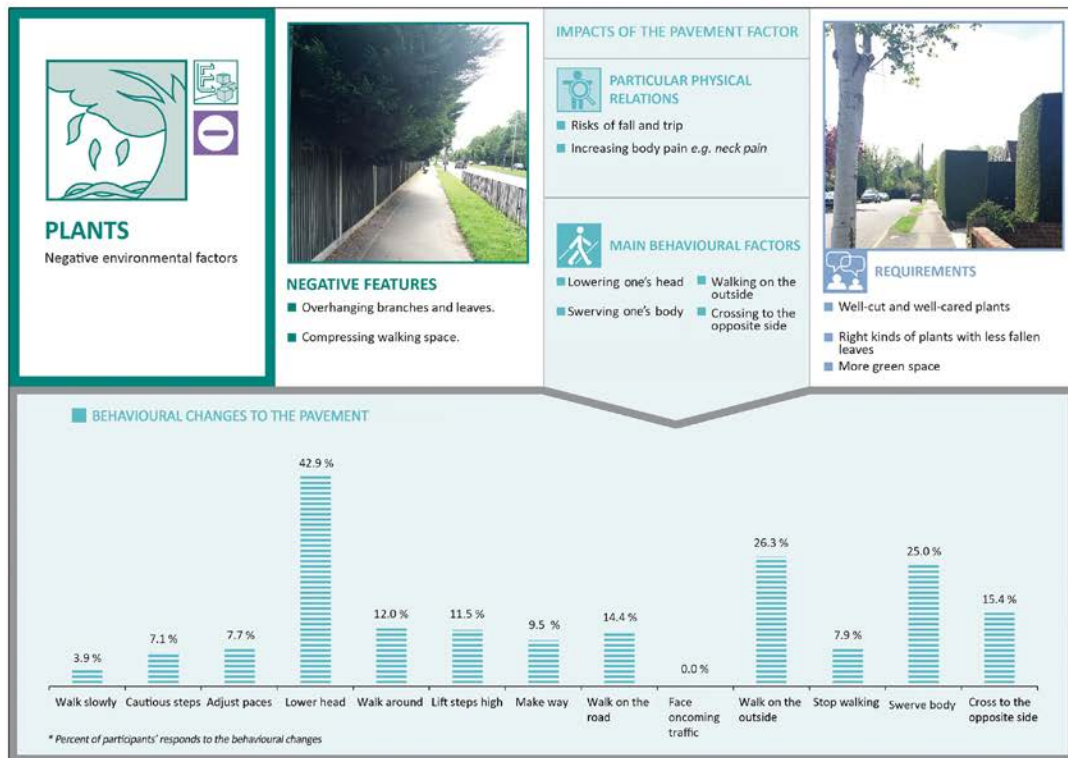 PLANTS
Negative environmental factors
NEGATIVE FEATURES
Overhanging branches and leaves.
Compressing walking space.
IMPACTS OF THE PAVEMENT FACTOR
PARTICULAR PHYSICAL
RELATIONS
Risks of fall and trip
Increasing body pain e.g. neck pain
MAIN BEHAVIOURAL FACTORS
Lowering one's head
Swerving one's body
Walking on the
outside
Crossing to the
opposite side
REQUIREMENTS
Well-cut and well-cared plants
Right kinds of plants with less fallen
leaves
More green space
BEHAVIOURAL CHANGES TO THE PAVEMENT
3.9 %
7.1 %
7.7 %
42.9 %
12.0 %
11.5 %
9.5 %
14.4 %
0.0 %
26.3 %
7.9 %
25.0 %
15.4 %
Walk slowly
Cautious steps
Adjust paces
Lower head
Walk around
Lift steps high
Make way
Walk on the
road
Face
oncoming
traffic
Walk on the
outside
Stop walking
Swerve body
Cross to the
opposite side
* Percent of participants' responds to the behavioural changes